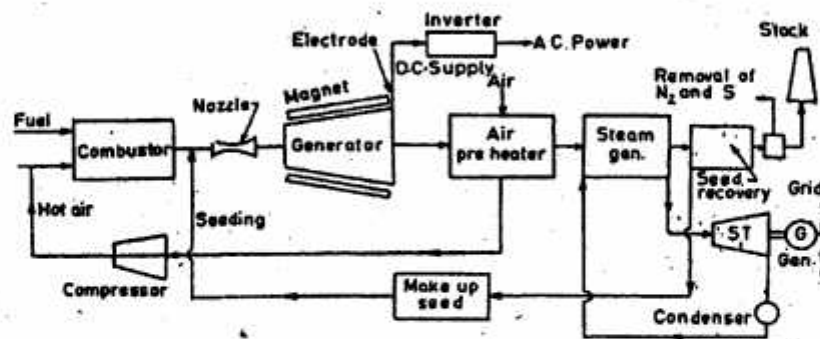 Inverter
Electrode
A.C. Power
D.C-Supply
Stack
Removal of
N2 and S
Magnet
Nozzle
Air
Fuel
Combustor
Generator
Air
pre heater
Steam
gen.
Seed
recovery
Grid
Hot air
Seeding
S.T
G
Gen.
Compressor
Make up
seed
Condenser